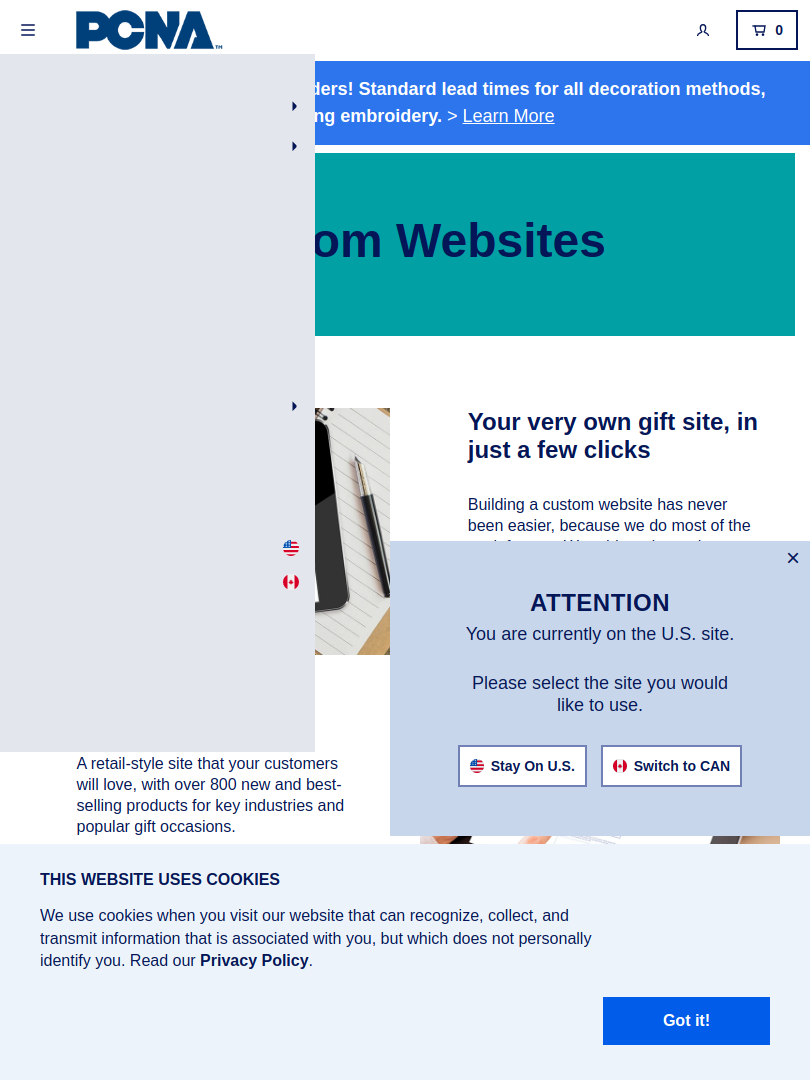 PCNA™
0
ders! Standard lead times for all decoration methods,
ng embroidery. > Learn More
om Websites
Your very own gift site, in
just a few clicks
Building a custom website has never
been easier, because we do most of the
A retail-style site that your customers
will love, with over 800 new and best-
selling products for key industries and
popular gift occasions.
×
ATTENTION
You are currently on the U.S. site.
Please select the site you would
like to use.
Stay On U.S.
Switch to CAN
THIS WEBSITE USES COOKIES
We use cookies when you visit our website that can recognize, collect, and
transmit information that is associated with you, but which does not personally
identify you. Read our Privacy Policy.
Got it!